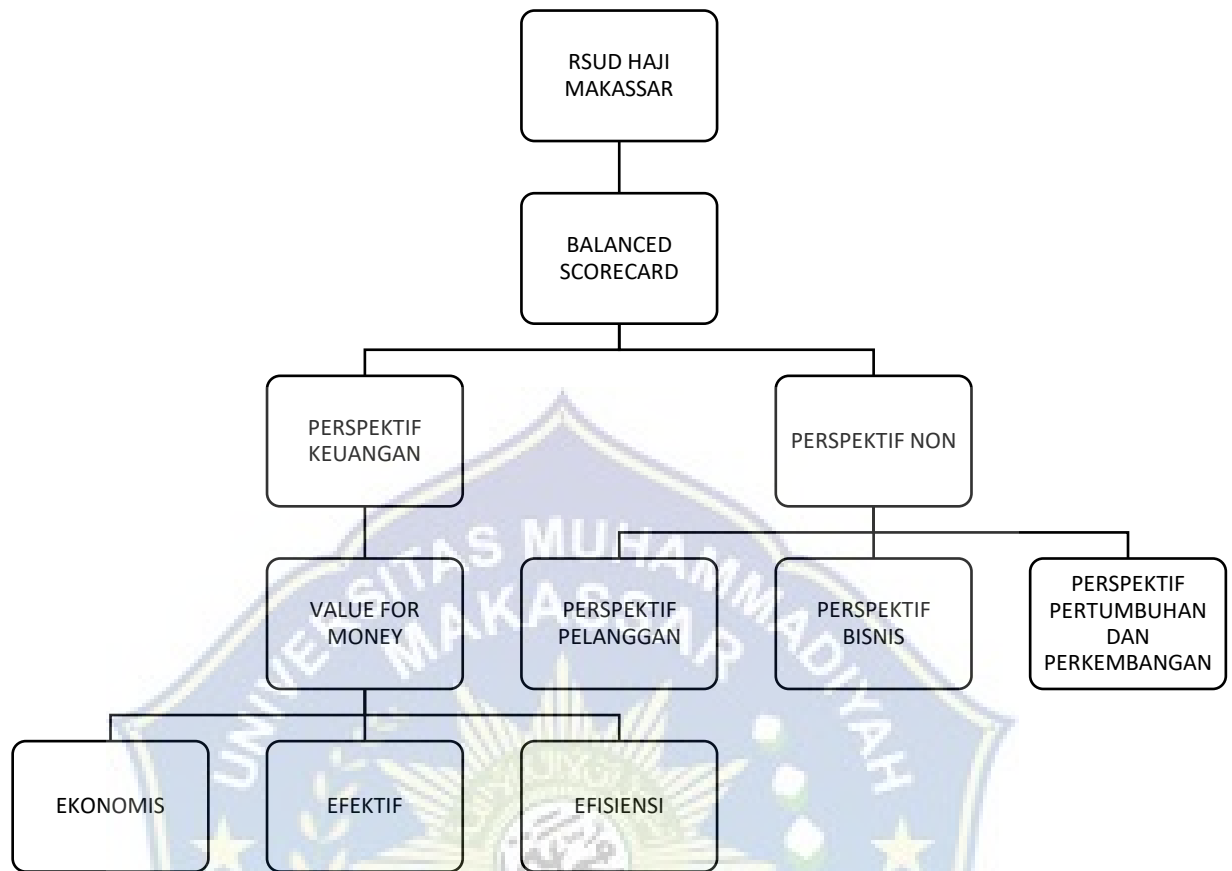 RSUD HAJI
MAKASSAR
BALANCED
SCORECARD
PERSPEKTIF
KEUANGAN
PERSPEKTIF NON
VALUE FOR
MONEY
PERSPEKTIF
PELANGGAN
PERSPEKTIF
BISNIS
PERSPEKTIF
PERTUMBUHAN
DAN
PERKEMBANGAN
EKONOMIS
EFEKTIF
EFISIENSI
UNIVERSITAS MUHAMMADIYAH
MAKASSAR